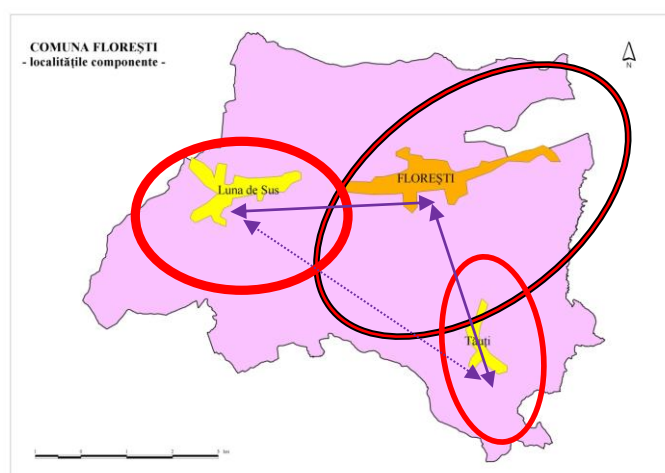 COMUNA FLOREȘTI
- localitățile componente -
N
FLOREȘTI
Luna de Sus
Tăuți